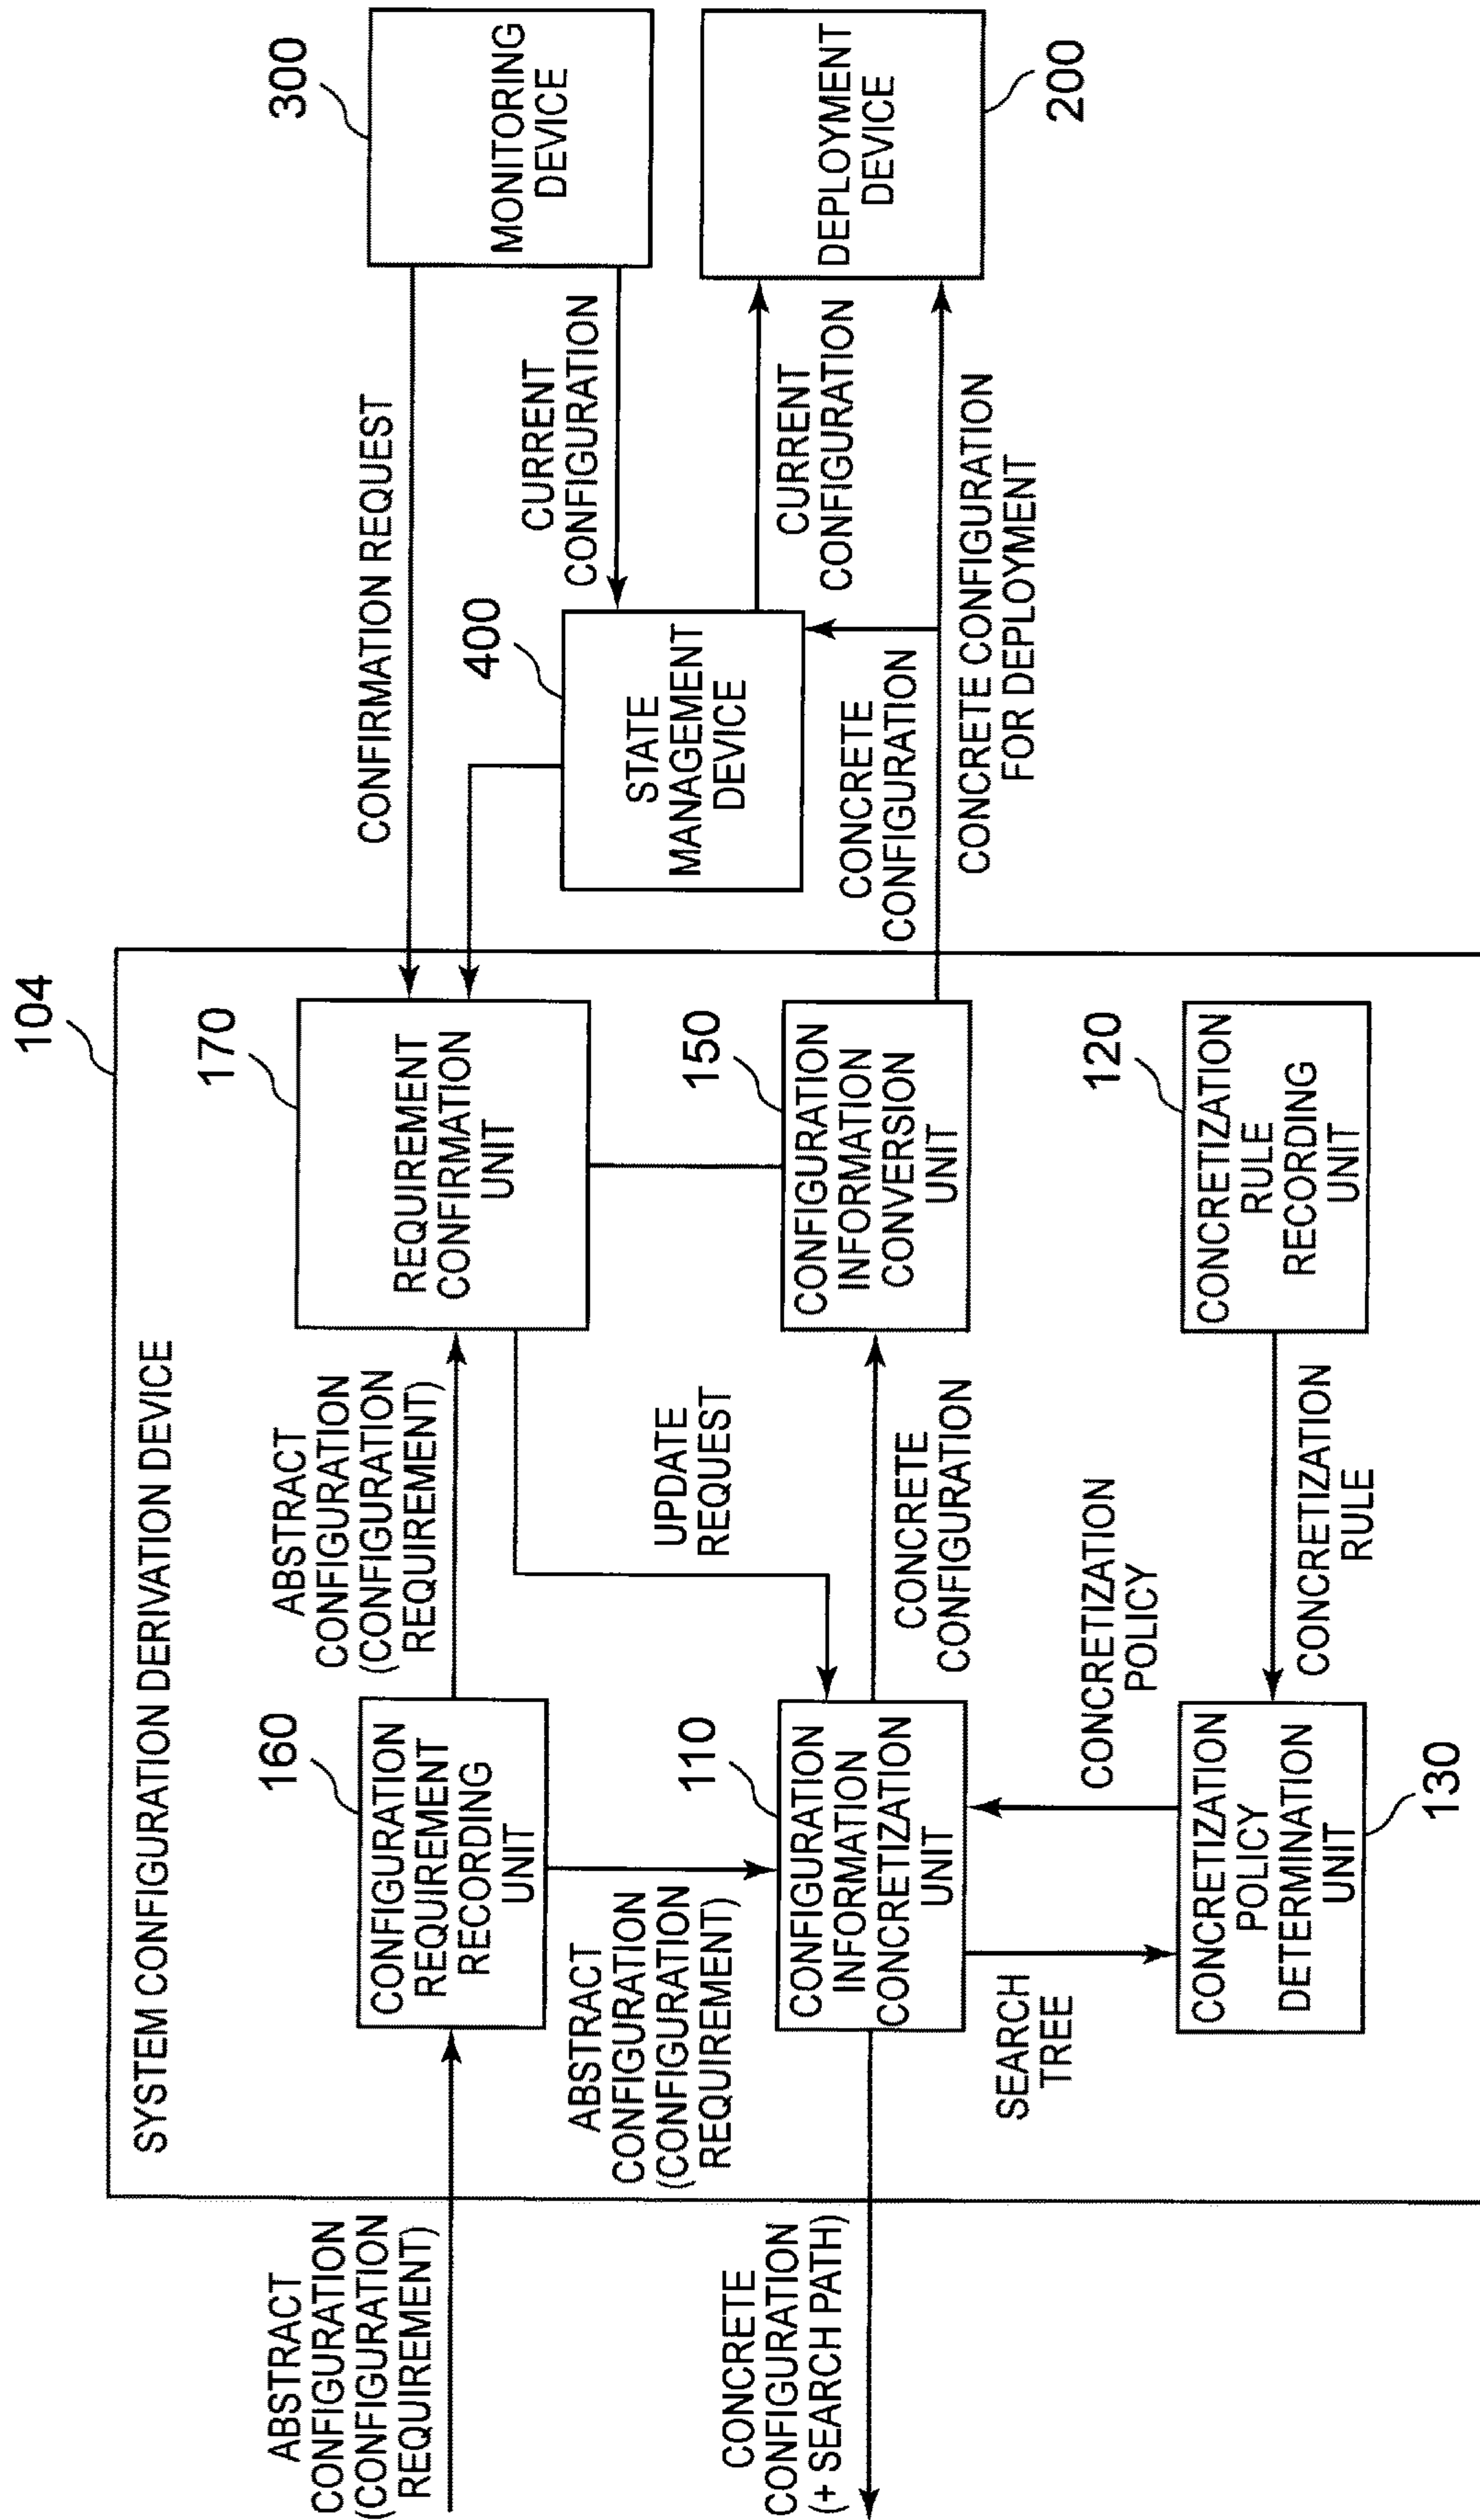 SYSTEM CONFIGURATION DERIVATION DEVICE
104
ABSTRACT
CONFIGURATION
(CONFIGURATION
REQUIREMENT)
160
CONFIGURATION
REQUIREMENT
RECORDING
UNIT
ABSTRACT
CONFIGURATION
(CONFIGURATION
REQUIREMENT)
170
REQUIREMENT
CONFIRMATION
UNIT
CONFIRMATION REQUEST
300
MONITORING
DEVICE
CURRENT
CONFIGURATION
400
STATE
MANAGEMENT
DEVICE
CURRENT
CONFIGURATION
DEPLOYMENT
DEVICE
200
ABSTRACT
CONFIGURATION
(CONFIGURATION
REQUIREMENT)
UPDATE
REQUEST
CONCRETE
CONFIGURATION
(+ SEARCH PATH)
110
CONFIGURATION
INFORMATION
CONCRETIZATION
UNIT
CONCRETE
CONFIGURATION
150
CONFIGURATION
INFORMATION
CONVERSION
UNIT
CONCRETE
CONFIGURATION
CONCRETE CONFIGURATION
FOR DEPLOYMENT
SEARCH
TREE
CONCRETIZATION
POLICY
CONCRETIZATION
POLICY
DETERMINATION
UNIT
130
CONCRETIZATION
RULE
120
CONCRETIZATION
RULE
RECORDING
UNIT